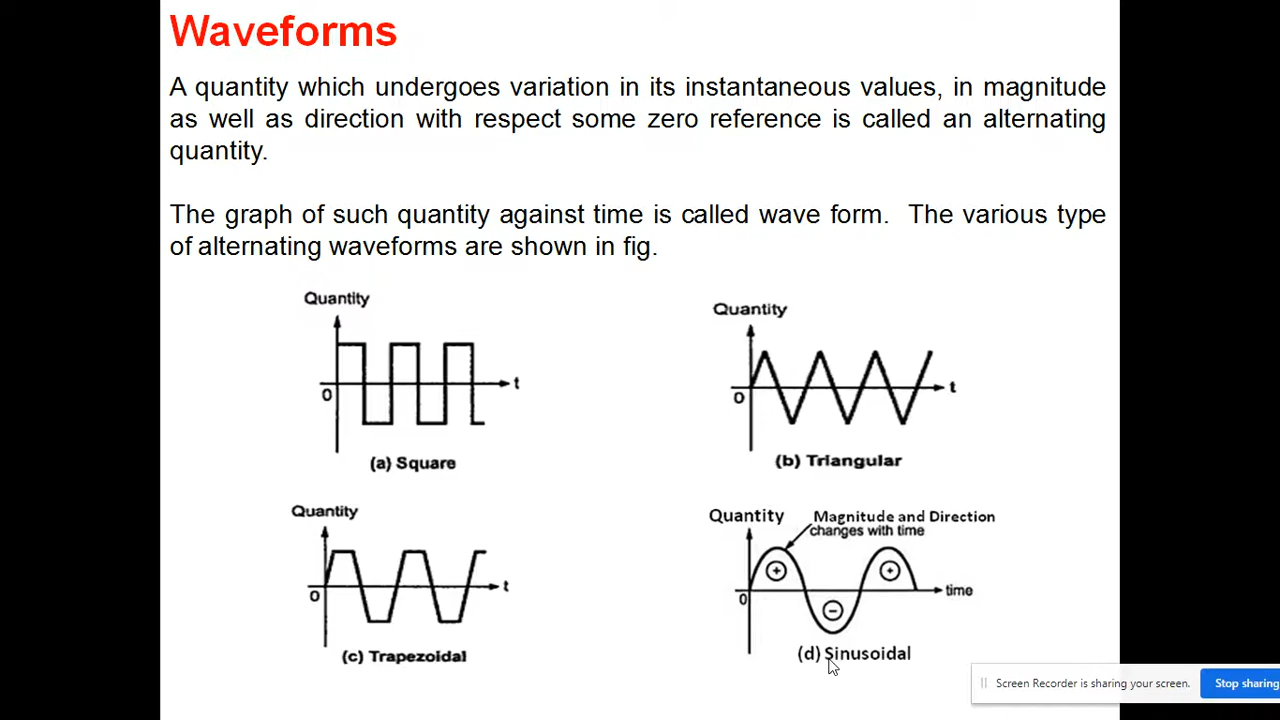 Waveforms
A quantity which undergoes variation in its instantaneous values, in magnitude
as well as direction with respect some zero reference is called an alternating
quantity.
The graph of such quantity against time is called wave form. The various type
of alternating waveforms are shown in fig.
Quantity
0
t
(a) Square
Quantity
0
t
(b) Triangular
Quantity
0
t
(c) Trapezoidal
Quantity
Magnitude and Direction
changes with time
+
+
−
0
time
(d) Sinusoidal
Screen Recorder is sharing your screen.
Stop sharing